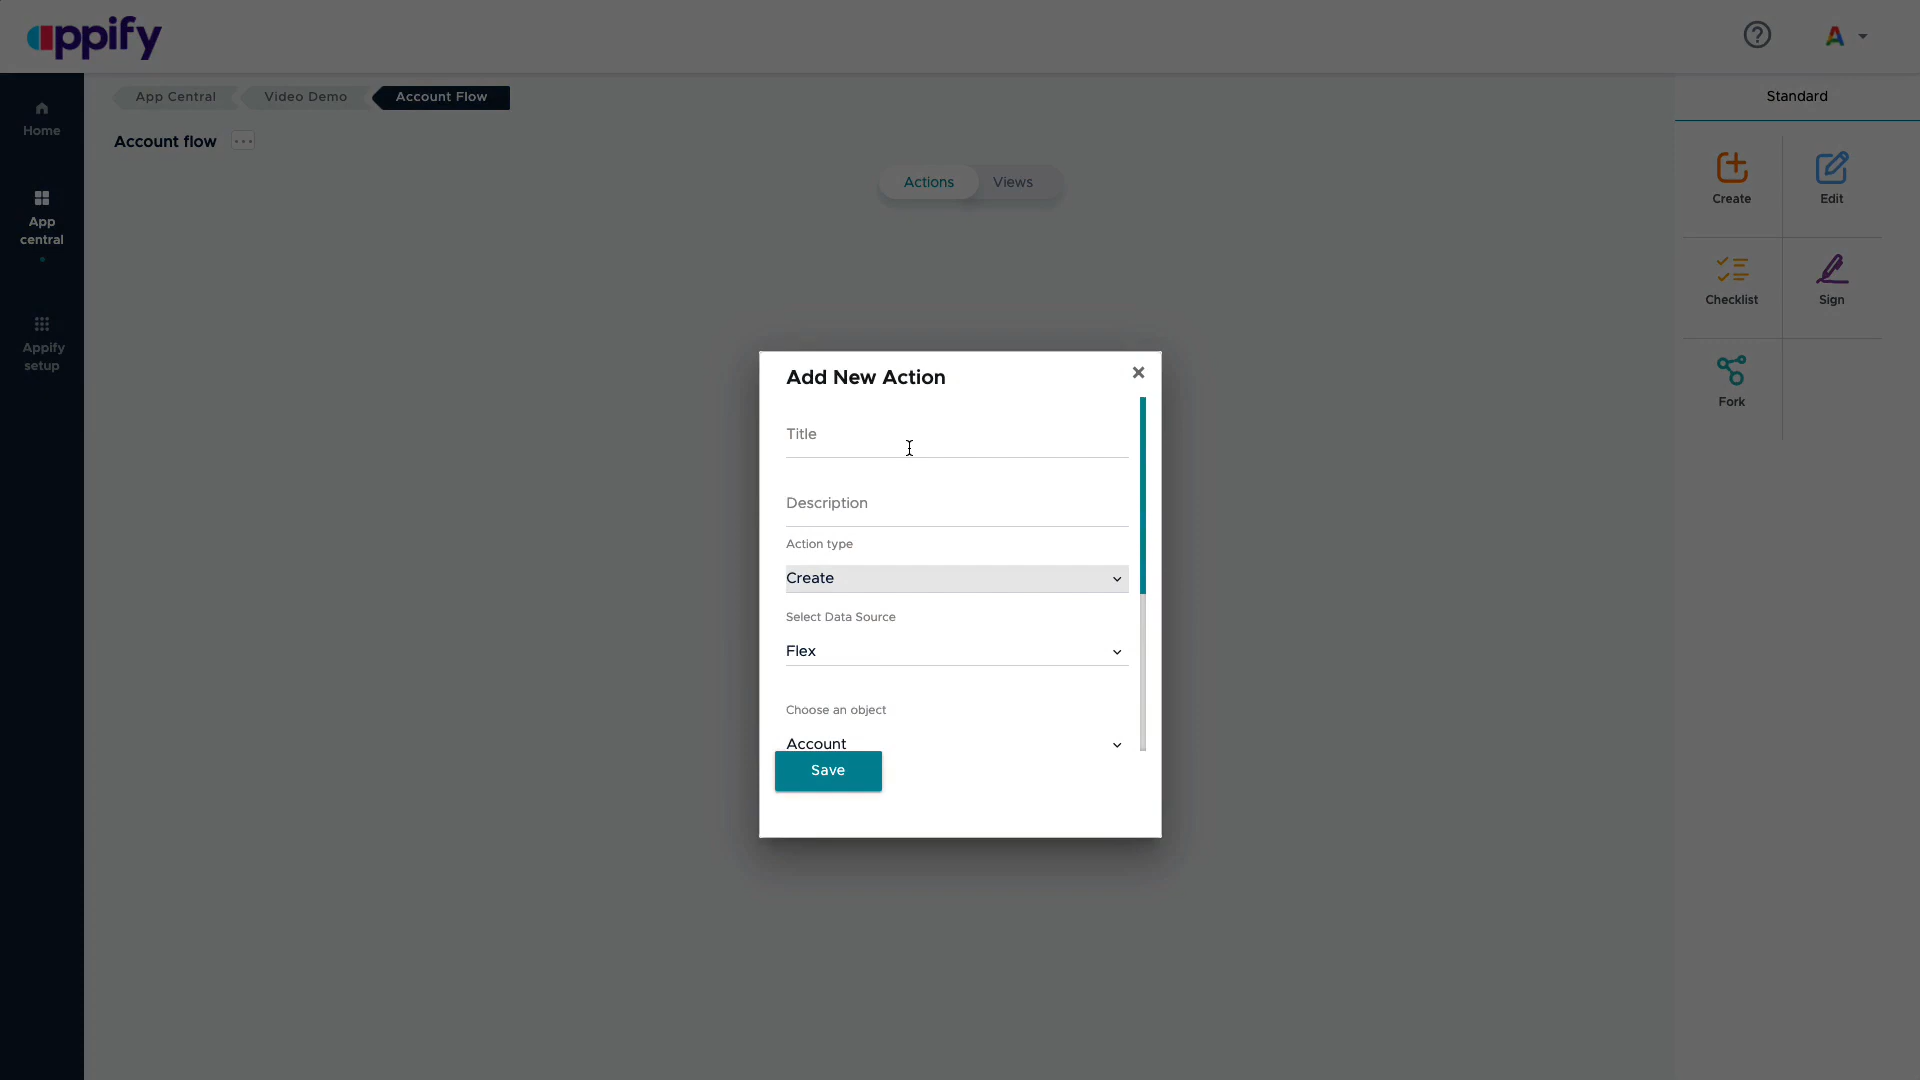 appify
A
App Central
Video Demo
Account Flow
Standard
Home
Account flow
...
Actions
Views
Create
Edit
App
central
Checklist
Sign
Appify
setup
Fork
Add New Action
×
Title
Description
Action type
Create
Select Data Source
Flex
Choose an object
Account
Save